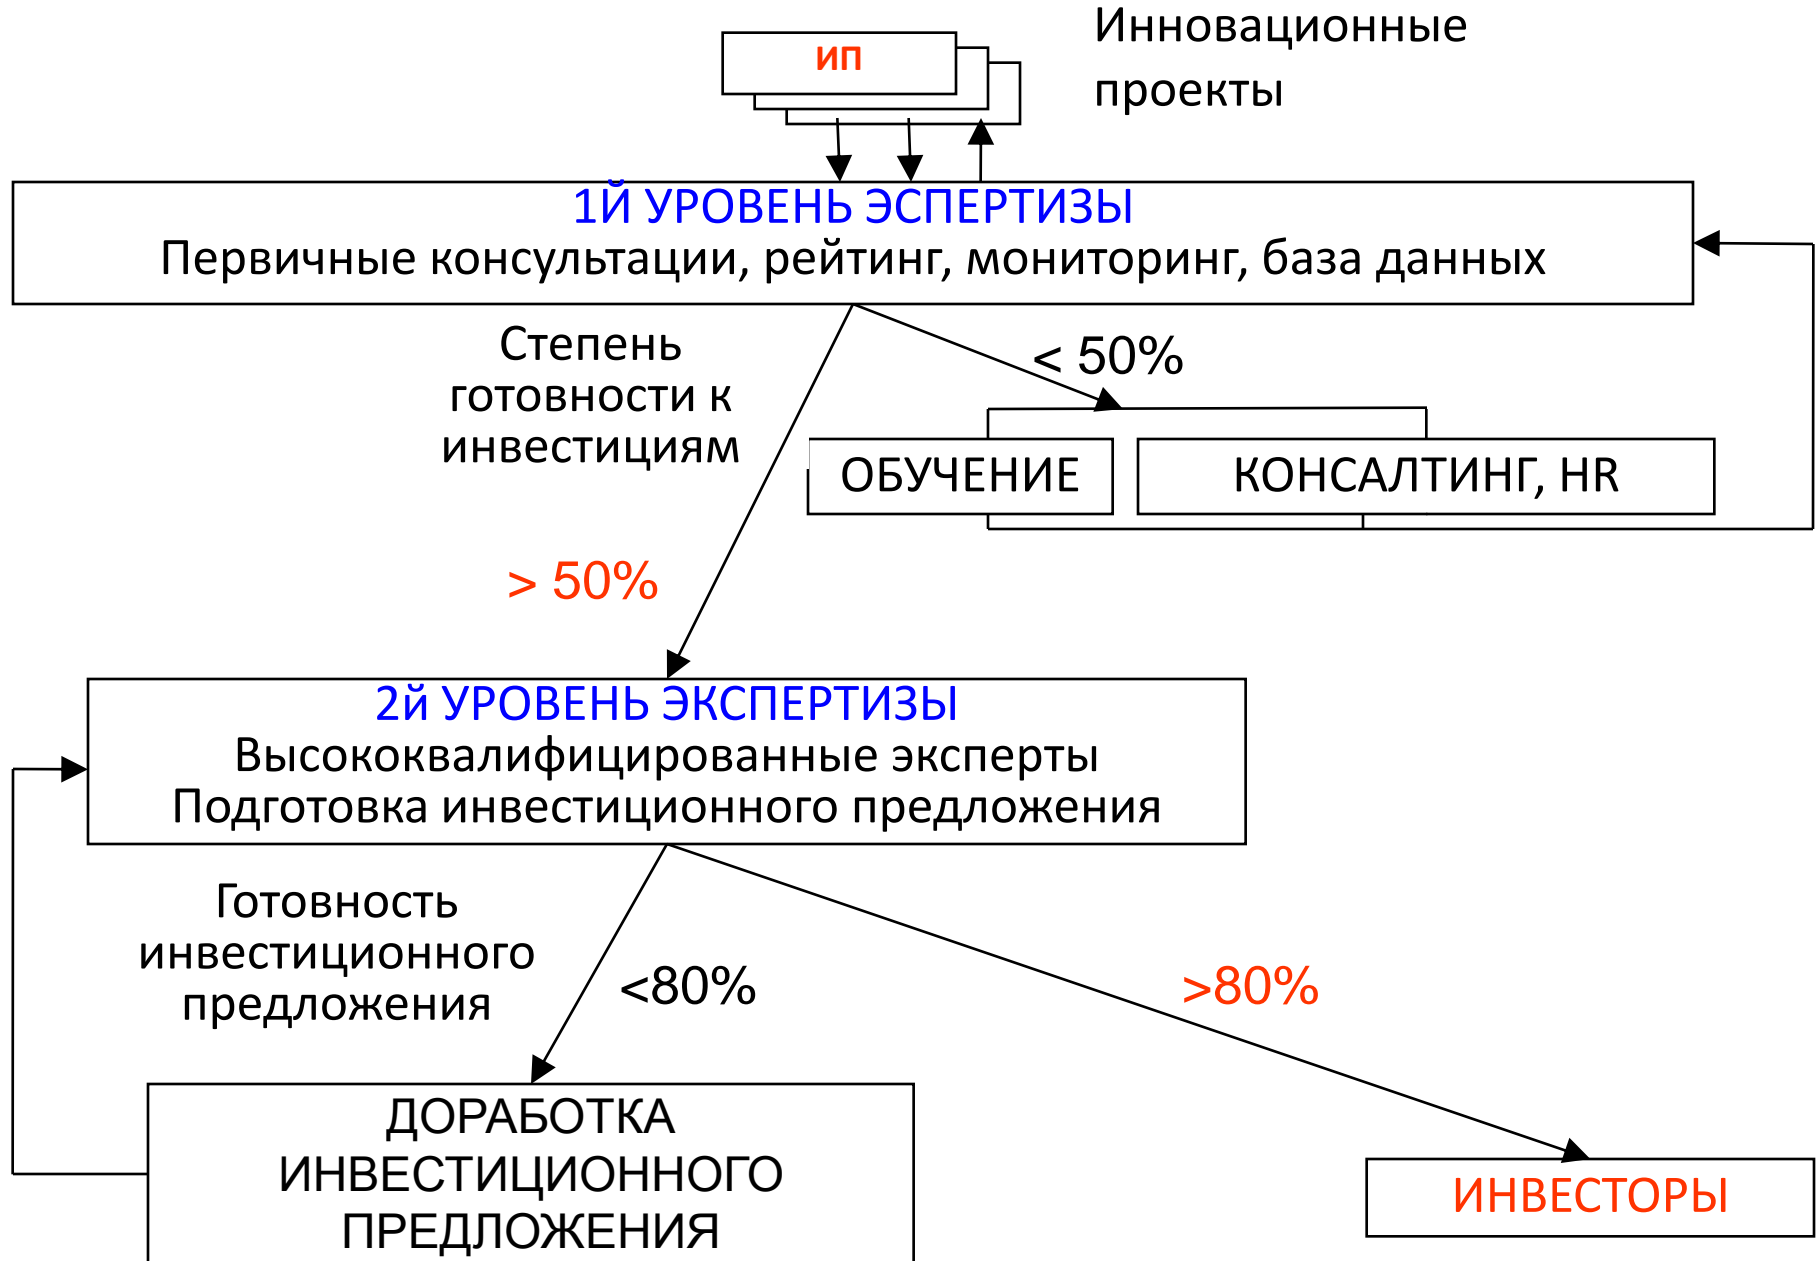 ИП
Инновационные
проекты
1Й УРОВЕНЬ ЭСПЕРТИЗЫ
Первичные консультации, рейтинг, мониторинг, база данных
Степень
готовности к
инвестициям
< 50%
ОБУЧЕНИЕ
КОНСАЛТИНГ, HR
> 50%
2й УРОВЕНЬ ЭКСПЕРТИЗЫ
Высококвалифицированные эксперты
Подготовка инвестиционного предложения
Готовность
инвестиционного
предложения
<80%
>80%
ДОРАБОТКА
ИНВЕСТИЦИОННОГО
ПРЕДЛОЖЕНИЯ
ИНВЕСТОРЫ